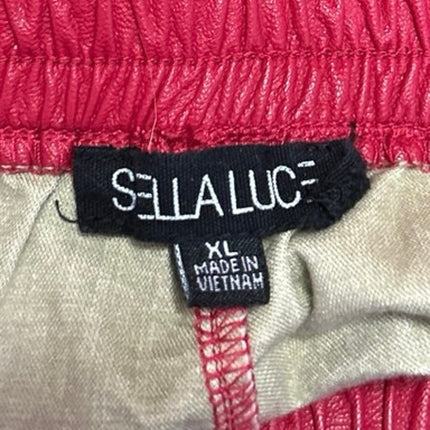 SELLA LUCE
XL
MADE IN
VIETNAM